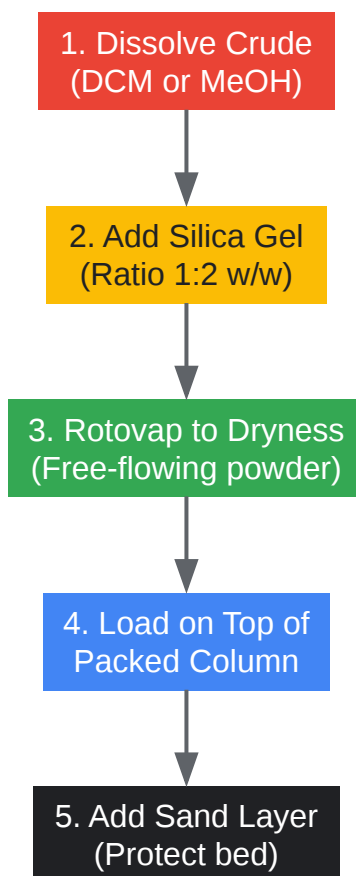 1. Dissolve Crude
(DCM or MeOH)
2. Add Silica Gel
(Ratio 1:2 w/w)
3. Rotovap to Dryness
(Free-flowing powder)
4. Load on Top of
Packed Column
5. Add Sand Layer
(Protect bed)